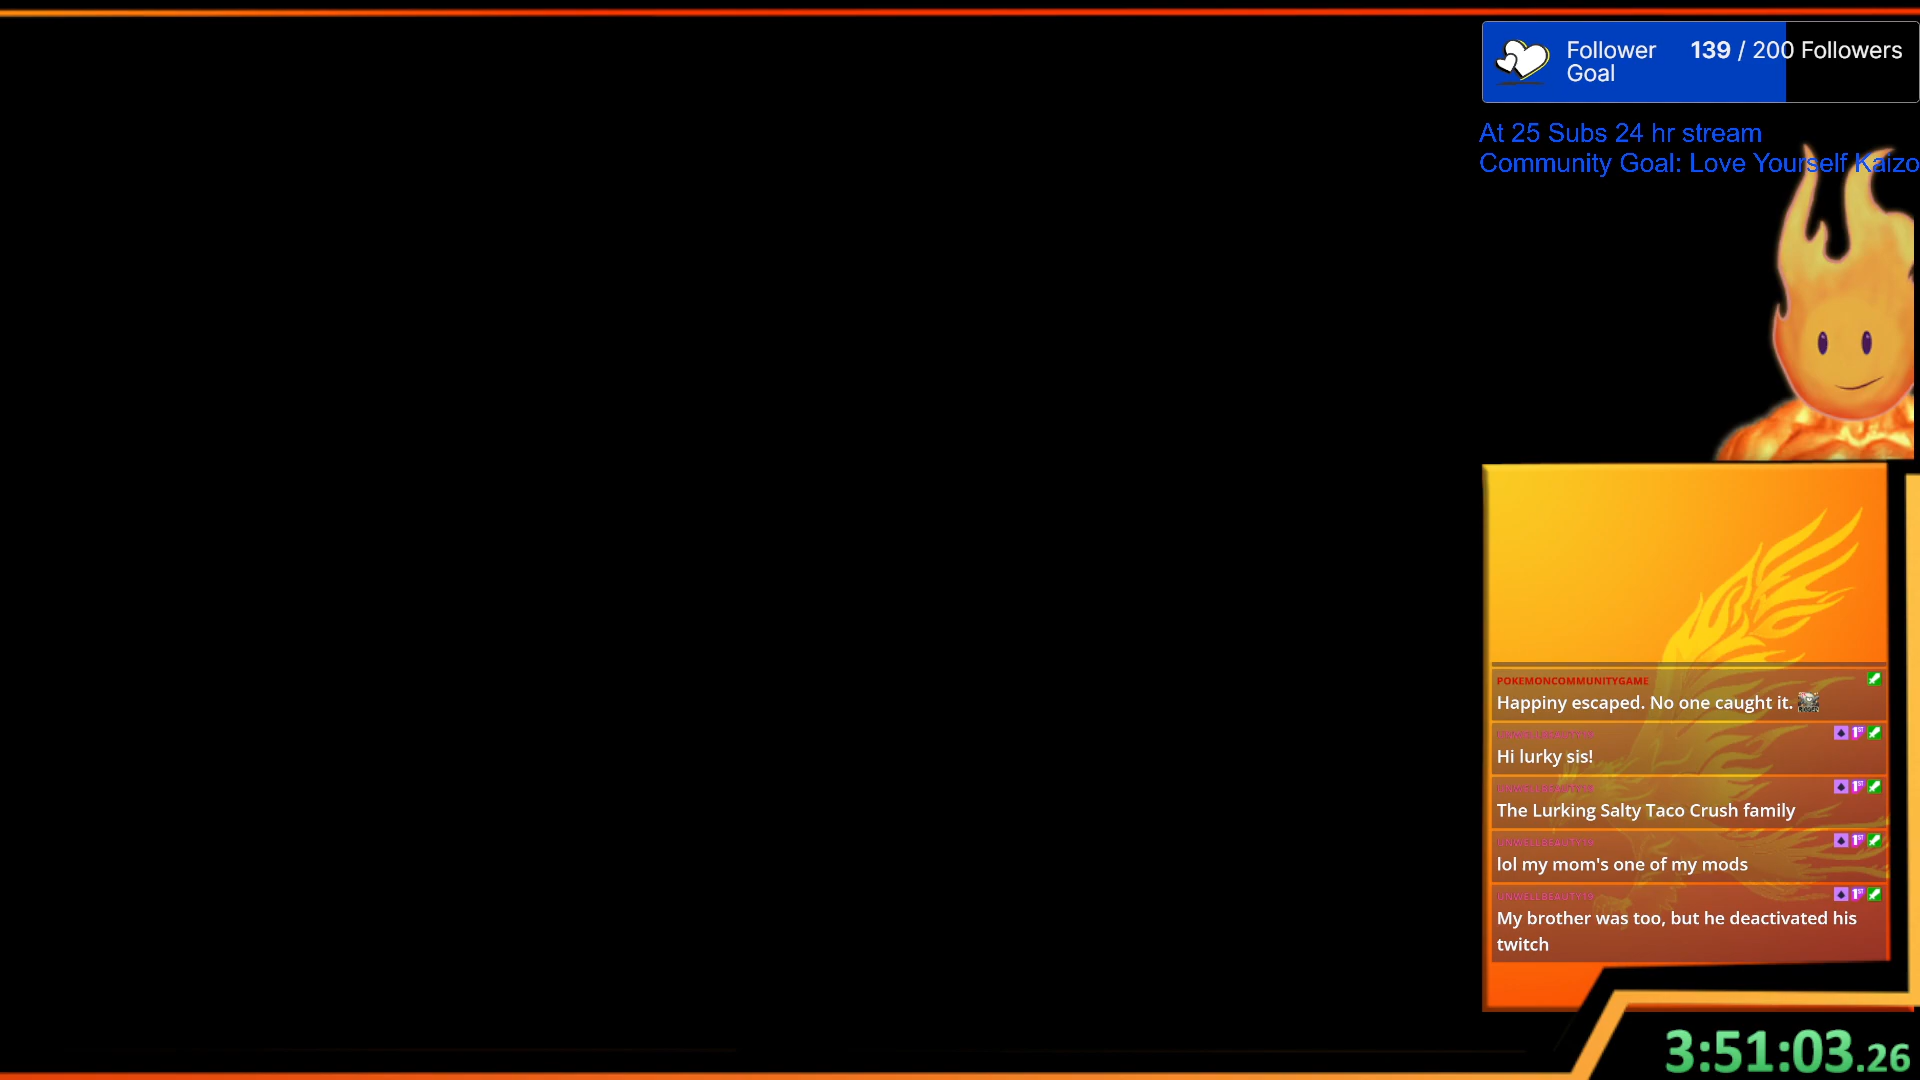 Follower Goal
139 / 200 Followers
At 25 Subs 24 hr stream
Community Goal: Love Yourself Kaizo
POKEMONCOMMUNITYGAME
Happiny escaped. No one caught it.
UNWELLBEAUTY19
Hi lurky sis!
UNWELLBEAUTY19
The Lurking Salty Taco Crush family
UNWELLBEAUTY19
lol my mom's one of my mods
UNWELLBEAUTY19
My brother was too, but he deactivated his
twitch
3:51:03.26